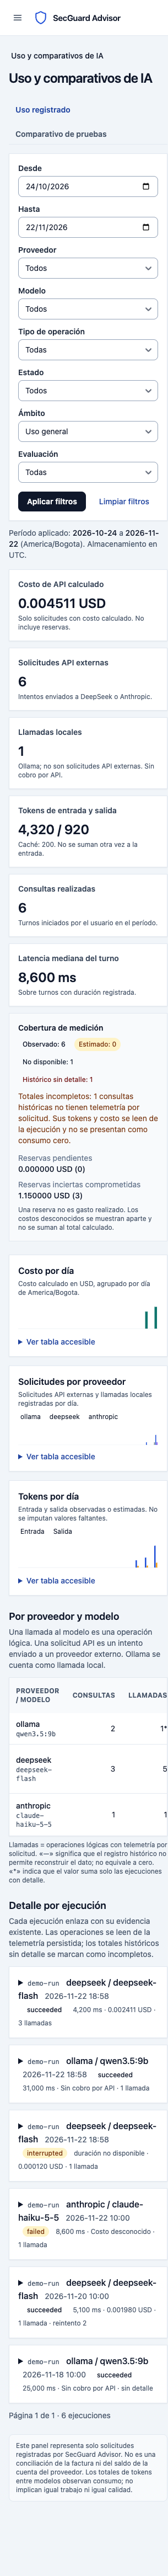 SecGuard Advisor
Uso y comparativos de IA
Uso y comparativos de IA
Uso registrado
Comparativo de pruebas
Desde
24/10/2026
Hasta
22/11/2026
Proveedor
Todos
Modelo
Todos
Tipo de operación
Todas
Estado
Todos
Ámbito
Uso general
Evaluación
Todas
Aplicar filtros
Limpiar filtros
Período aplicado: 2026-10-24 a 2026-11-
22 (America/Bogota). Almacenamiento en
UTC.
Costo de API calculado
0.004511 USD
Solo solicitudes con costo calculado. No
incluye reservas.
Solicitudes API externas
6
Intentos enviados a DeepSeek o Anthropic.
Llamadas locales
1
Ollama; no son solicitudes API externas. Sin
cobro por API.
Tokens de entrada y salida
4,320 / 920
Caché: 200. No se suman otra vez a la
entrada.
Consultas realizadas
6
Turnos iniciados por el usuario en el período.
Latencia mediana del turno
8,600 ms
Sobre turnos con duración registrada.
Cobertura de medición
Observado: 6
Estimado: 0
No disponible: 1
Histórico sin detalle: 1
Totales incompletos: 1 consultas
históricas no tienen telemetría por
solicitud. Sus tokens y costo se leen de
la ejecución y no se presentan como
consumo cero.
Reservas pendientes
0.000000 USD (0)
Reservas inciertas comprometidas
1.150000 USD (3)
Una reserva no es gasto realizado. Los
costos desconocidos se muestran aparte y
no se suman al total calculado.
Costo por día
Costo calculado en USD, agrupado por día
de America/Bogota.
Ver tabla accesible
Solicitudes por proveedor
Solicitudes API externas y llamadas locales
registradas por día.
ollama deepseek anthropic
Ver tabla accesible
Tokens por día
Entrada y salida observadas o estimadas. No
se imputan valores faltantes.
Entrada Salida
Ver tabla accesible
Por proveedor y modelo
Una llamada al modelo es una operación
lógica. Una solicitud API es un intento
enviado a un proveedor externo. Ollama se
cuenta como llamada local.
PROVEEDOR
/ MODELO
CONSULTAS
LLAMADAS
ollama
qwen3.5:9b
2
1*
deepseek
deepseek-
flash
3
5
anthropic
claude-
haiku-5-5
1
1
Llamadas = operaciones lógicas con telemetría por
solicitud. «—» significa que el registro histórico no
permite reconstruir el dato; no equivale a cero.
«*» indica que el valor suma solo las ejecuciones
con detalle.
Detalle por ejecución
Cada ejecución enlaza con su evidencia
existente. Las operaciones se leen de la
telemetría persistida; los totales históricos
sin detalle se marcan como incompletos.
demo-run deepseek / deepseek-
flash 2026-11-22 18:58
succeeded 4,200 ms · 0.002411 USD ·
3 llamadas
demo-run ollama / qwen3.5:9b
2026-11-22 18:58 succeeded
31,000 ms · Sin cobro por API · 1 llamada
demo-run deepseek / deepseek-
flash 2026-11-22 18:58
interrupted duración no disponible ·
0.000120 USD · 1 llamada
demo-run anthropic / claude-
haiku-5-5 2026-11-22 10:00
failed 8,600 ms · Costo desconocido ·
1 llamada
demo-run deepseek / deepseek-
flash 2026-11-20 10:00
succeeded 5,100 ms · 0.001980 USD ·
1 llamada · reintento 2
demo-run ollama / qwen3.5:9b
2026-11-18 10:00 succeeded
25,000 ms · Sin cobro por API · sin detalle
Página 1 de 1 · 6 ejecuciones
Este panel representa solo solicitudes
registradas por SecGuard Advisor. No es una
conciliación de la factura ni del saldo de la
cuenta del proveedor. Los totales de tokens
entre modelos observan consumo; no
implican igual trabajo ni igual calidad.